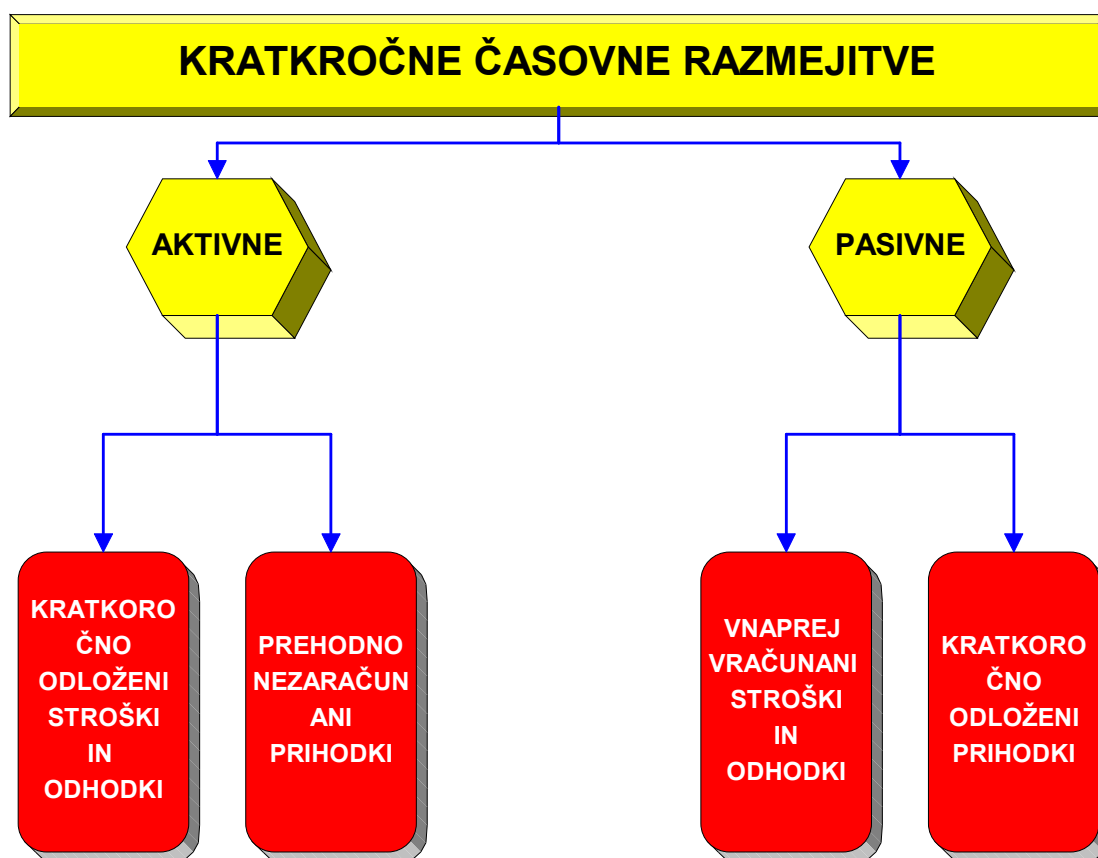 KRATKROČNE ČASOVNE RAZMEJITVE
AKTIVNE
PASIVNE
KRATKORO
ČNO
ODLOŽENI
STROŠKI
IN
ODHODKI
PREHODNO
NEZARAČUN
ANI
PRIHODKI
VNAPREJ
VRAČUNANI
STROŠKI
IN
ODHODKI
KRATKORO
ČNO
ODLOŽENI
PRIHODKI